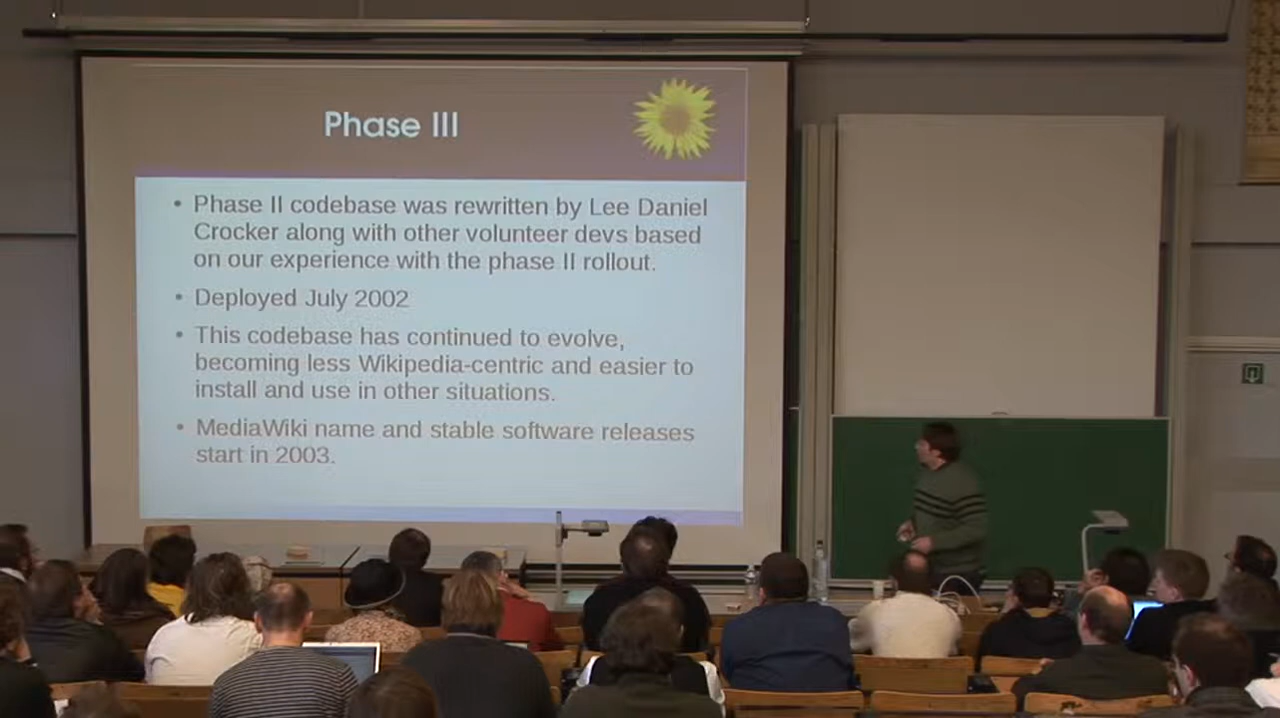 Phase III
• Phase II codebase was rewritten by Lee Daniel
Crocker along with other volunteer devs based
on our experience with the phase II rollout.
• Deployed July 2002
• This codebase has continued to evolve,
becoming less Wikipedia-centric and easier to
install and use in other situations.
• MediaWiki name and stable software releases
start in 2003.